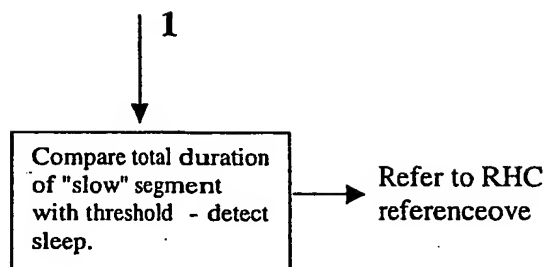 1
Compare total duration
of "slow" segment
with threshold - detect
sleep.
Refer to RHC
referenceove